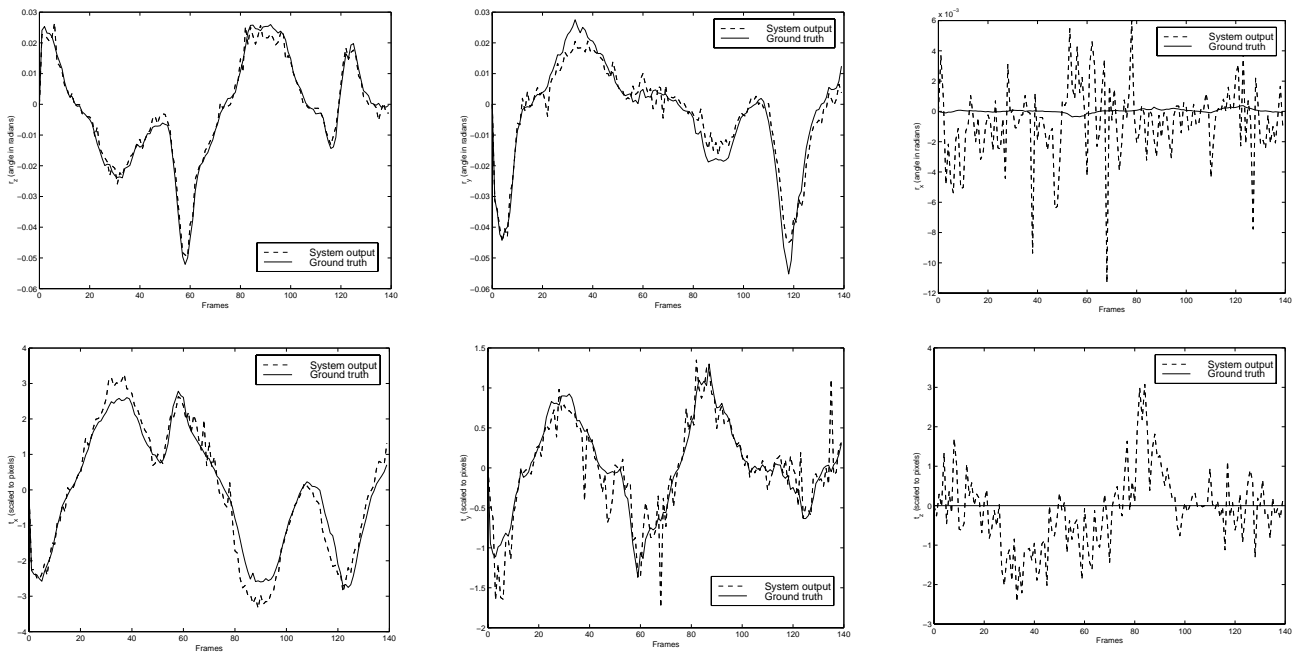 0.03
0.02
0.01
0
−0.01
−0.02
−0.03
−0.04
−0.05
−0.06
r_z (angle in radians)
System output
Ground truth
0 20 40 60 80 100 120 140
Frames
0.03
0.02
0.01
0
−0.01
−0.02
−0.03
−0.04
−0.05
−0.06
r_y (angle in radians)
System output
Ground truth
0 20 40 60 80 100 120 140
Frames
x 10⁻³
6
4
2
0
−2
−4
−6
−8
−10
−12
r_x (angle in radians)
System output
Ground truth
0 20 40 60 80 100 120 140
Frames
4
3
2
1
0
−1
−2
−3
−4
t_x (scaled to pixels)
System output
Ground truth
0 20 40 60 80 100 120 140
Frames
1.5
1
0.5
0
−0.5
−1
−1.5
−2
t_y (scaled to pixels)
System output
Ground truth
0 20 40 60 80 100 120 140
Frames
4
3
2
1
0
−1
−2
−3
t_z (scaled to pixels)
System output
Ground truth
0 20 40 60 80 100 120 140
Frames